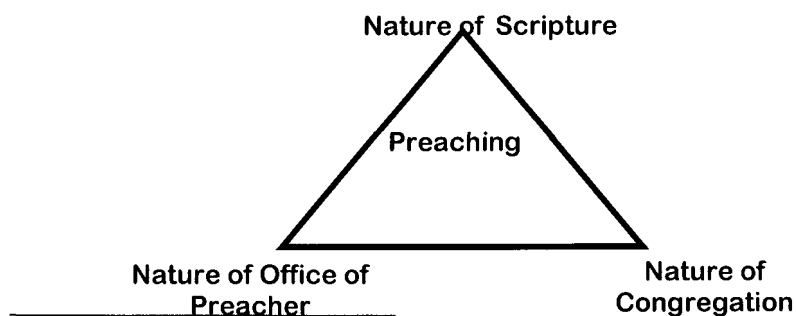 Nature of Scripture
Preaching
Nature of Office of
Preacher
Nature of
Congregation